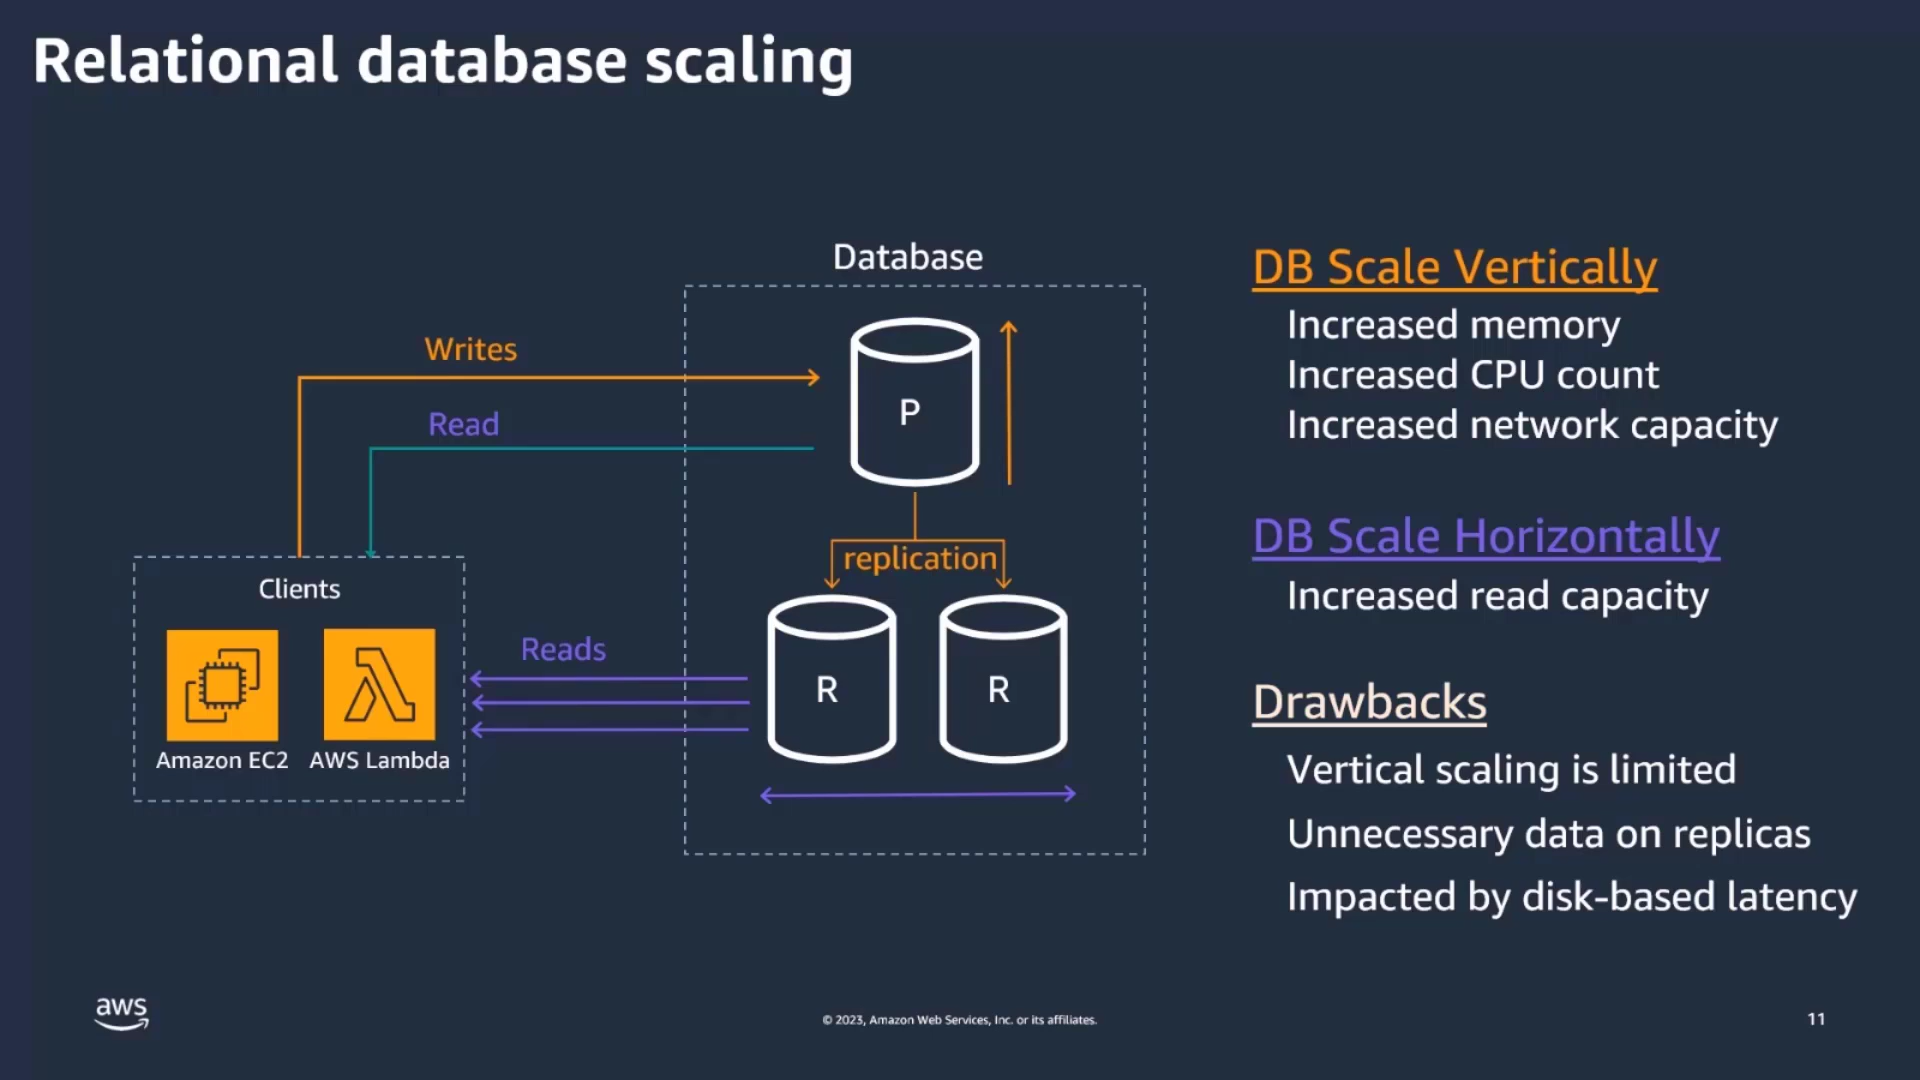 Relational database scaling
Database
Writes
Read
P
replication
Clients
Amazon EC2
AWS Lambda
Reads
R
R
DB Scale Vertically
Increased memory
Increased CPU count
Increased network capacity
DB Scale Horizontally
Increased read capacity
Drawbacks
Vertical scaling is limited
Unnecessary data on replicas
Impacted by disk-based latency
aws
© 2023, Amazon Web Services, Inc. or its affiliates.
11